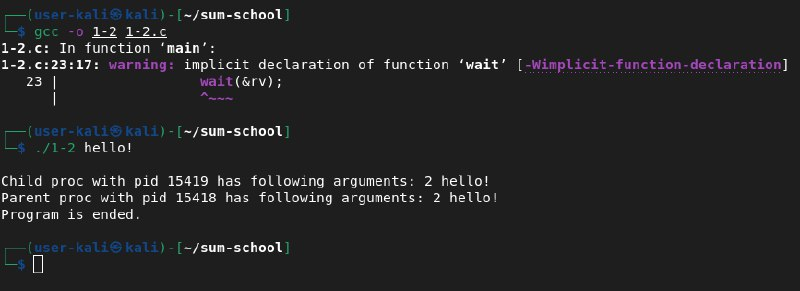 ┌──(user-kali㉿kali)-[~/sum-school]
└─$ gcc -o 1-2 1-2.c
1-2.c: In function ‘main’:
1-2.c:23:17: warning: implicit declaration of function ‘wait’ [-Wimplicit-function-declaration]
   23 |                 wait(&rv);
      |                 ^~~~
┌──(user-kali㉿kali)-[~/sum-school]
└─$ ./1-2 hello!
Child proc with pid 15419 has following arguments: 2 hello!
Parent proc with pid 15418 has following arguments: 2 hello!
Program is ended.
┌──(user-kali㉿kali)-[~/sum-school]
└─$